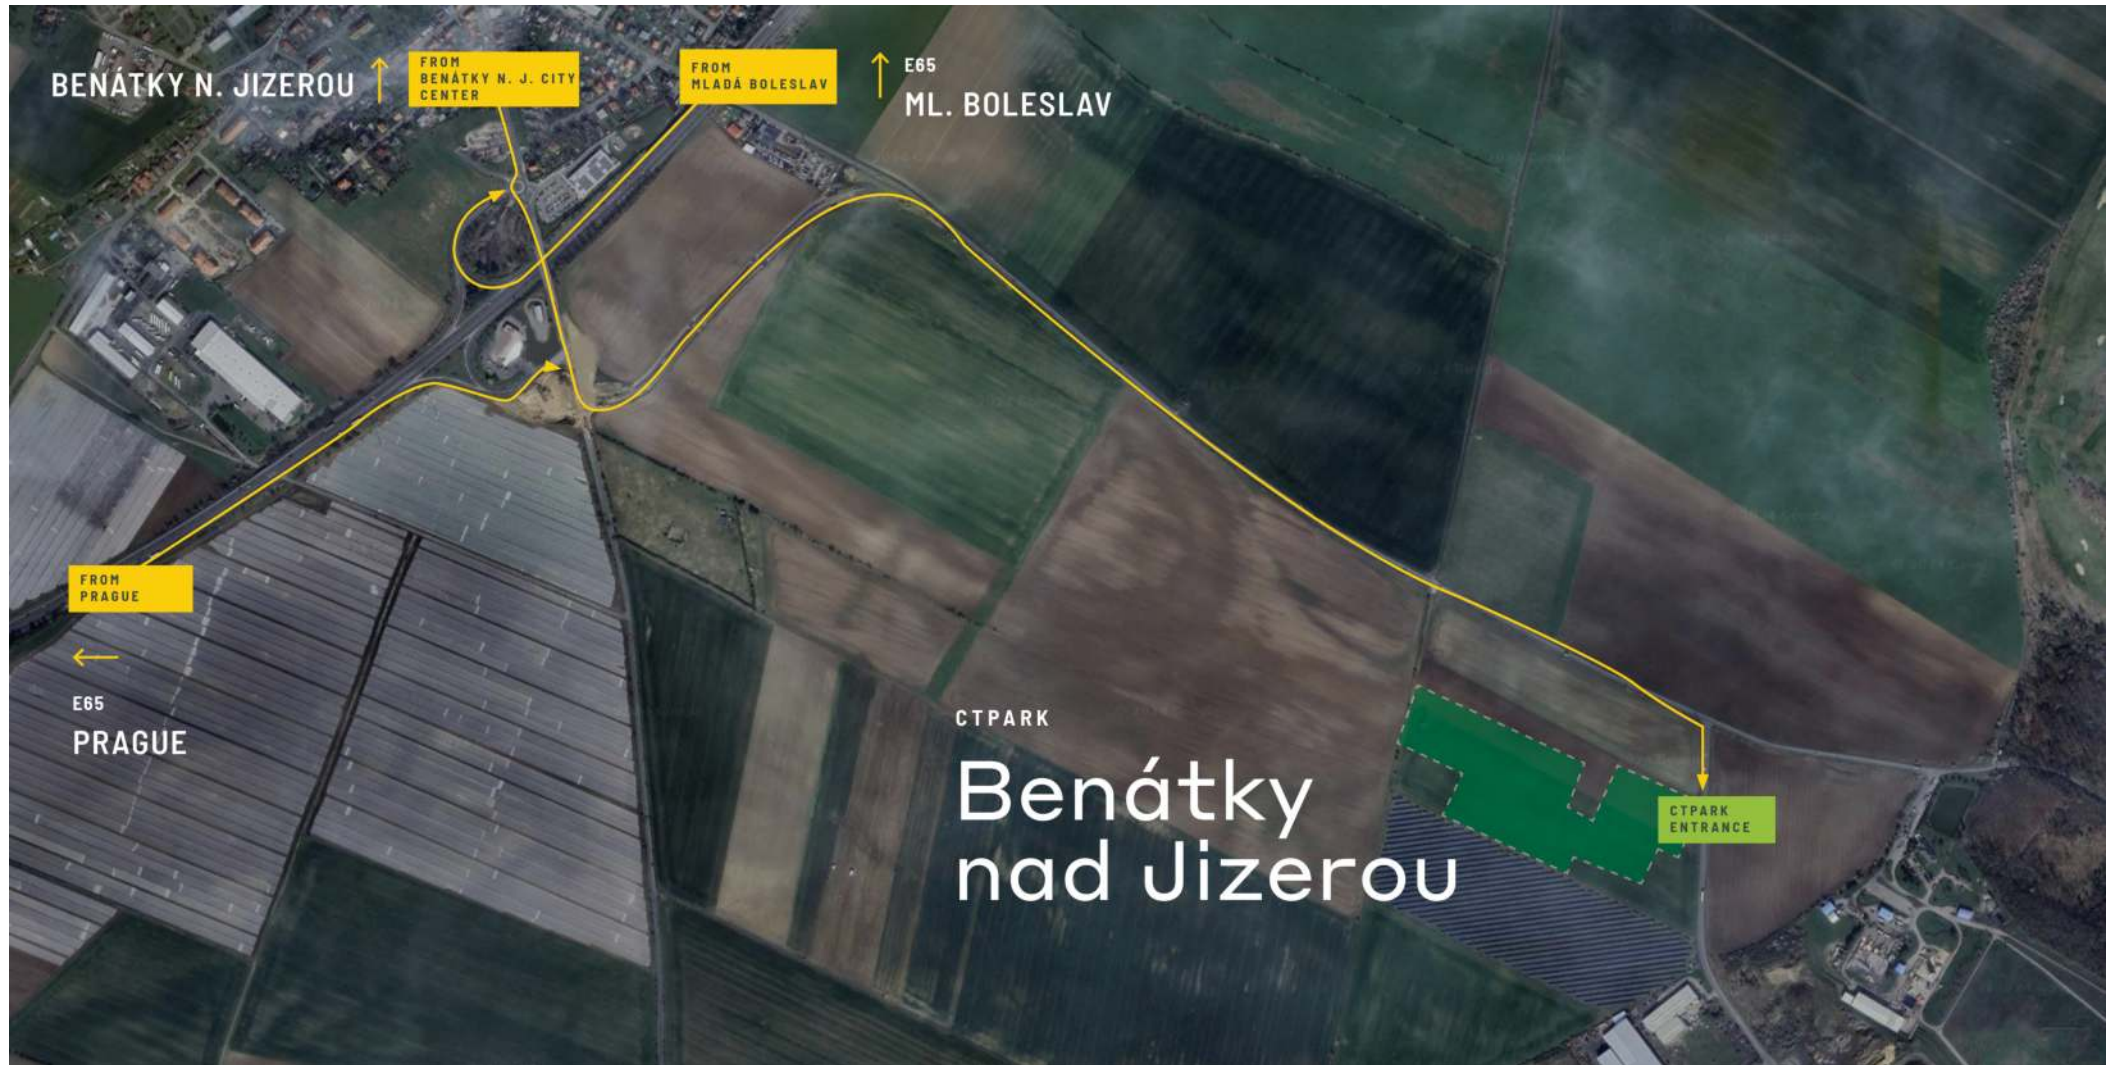 BENÁTKY N. JIZEROU
FROM
BENÁTKY N. J. CITY
CENTER
FROM
MLADÁ BOLESLAV
E65
ML. BOLESLAV
FROM
PRAGUE
E65
PRAGUE
CTPARK
Benátky
nad Jizerou
CTPARK
ENTRANCE